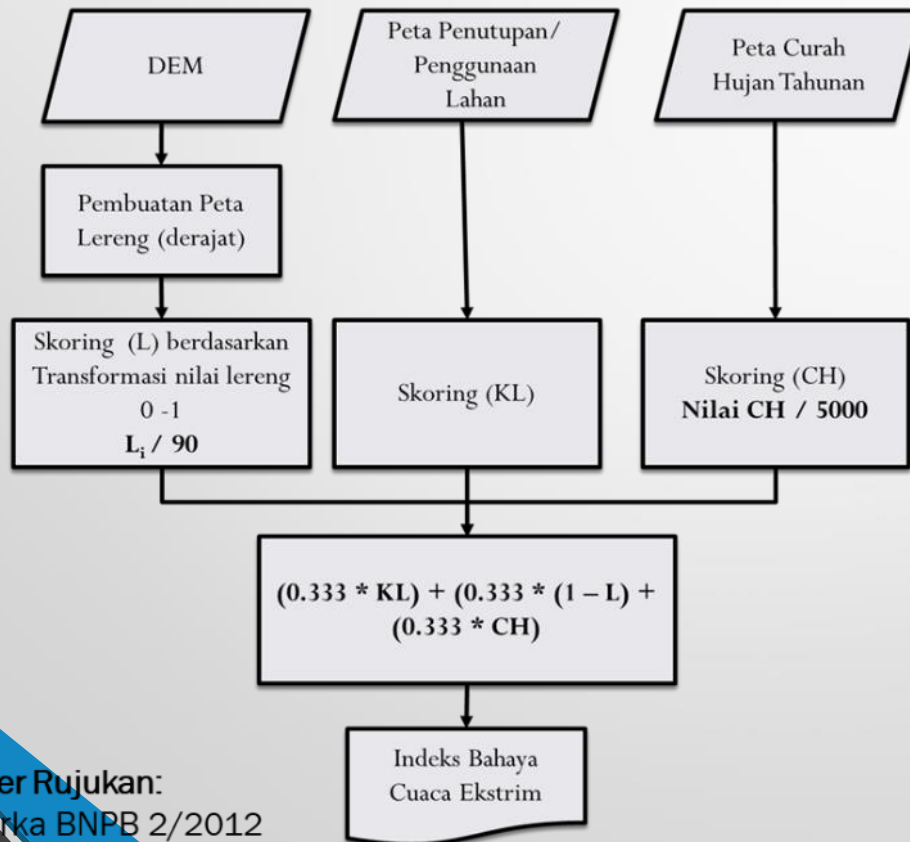 DEM
Peta Penutupan/
Penggunaan
Lahan
Peta Curah
Hujan Tahunan
Pembuatan Peta
Lereng (derajat)
Skoring (L) berdasarkan
Transformasi nilai lereng
0 -1
Lᵢ / 90
Skoring (KL)
Skoring (CH)
Nilai CH / 5000
(0.333 * KL) + (0.333 * (1 – L) +
(0.333 * CH)
Indeks Bahaya
Cuaca Ekstrim
Rujukan:
BNPB 2/2012